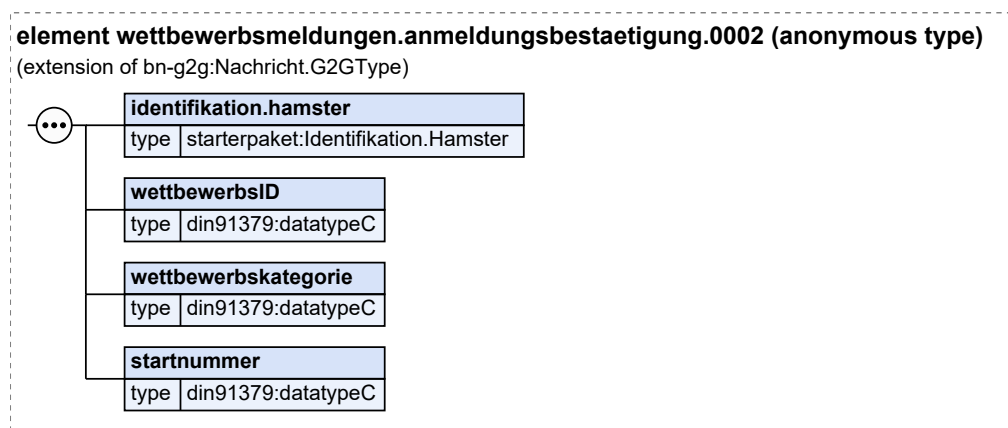 element wettbewerbsmeldungen.anmeldungsbestaetigung.0002 (anonymous type)
(extension of bn-g2g:Nachricht.G2GType)
identifikation.hamster
type starterpaket:Identifikation.Hamster
wettbewerbsID
type din91379:datatypeC
wettbewerbskategorie
type din91379:datatypeC
startnummer
type din91379:datatypeC